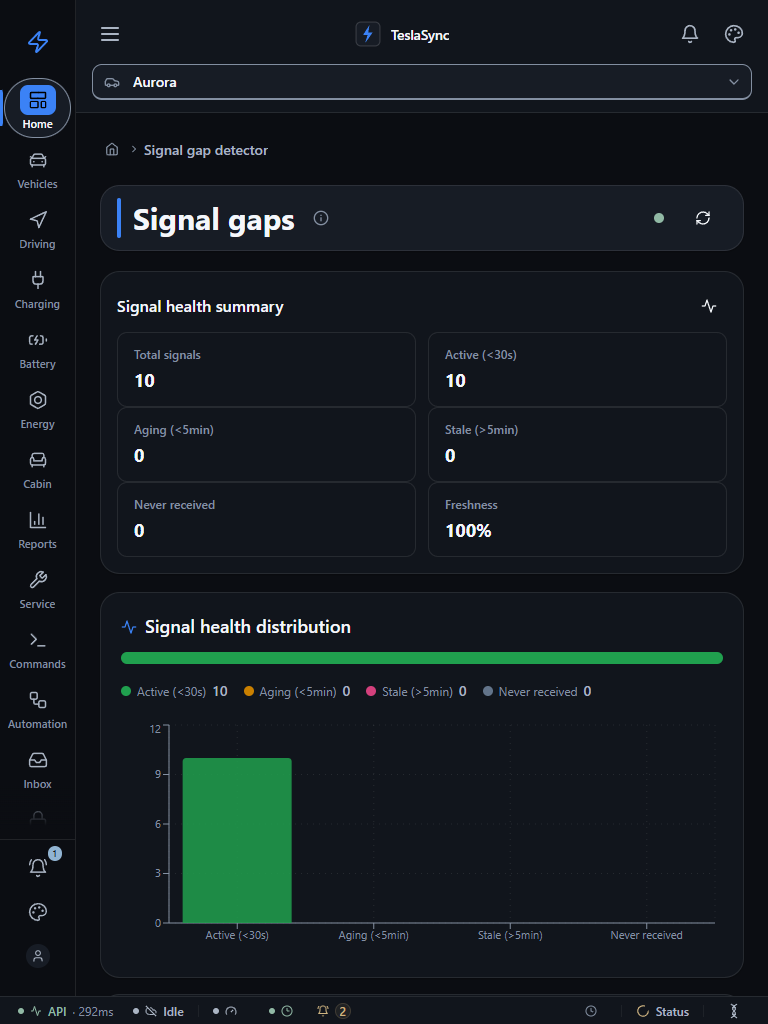 TeslaSync
Aurora
Home
Vehicles
Driving
Charging
Battery
Energy
Cabin
Reports
Service
Commands
Automation
Inbox
1
Signal gap detector
Signal gaps
Signal health summary
Total signals
10
Active (<30s)
10
Aging (<5min)
0
Stale (>5min)
0
Never received
0
Freshness
100%
Signal health distribution
Active (<30s) 10 Aging (<5min) 0 Stale (>5min) 0 Never received 0
12
9
6
3
0
Active (<30s) Aging (<5min) Stale (>5min) Never received
API · 292ms Idle 2 Status